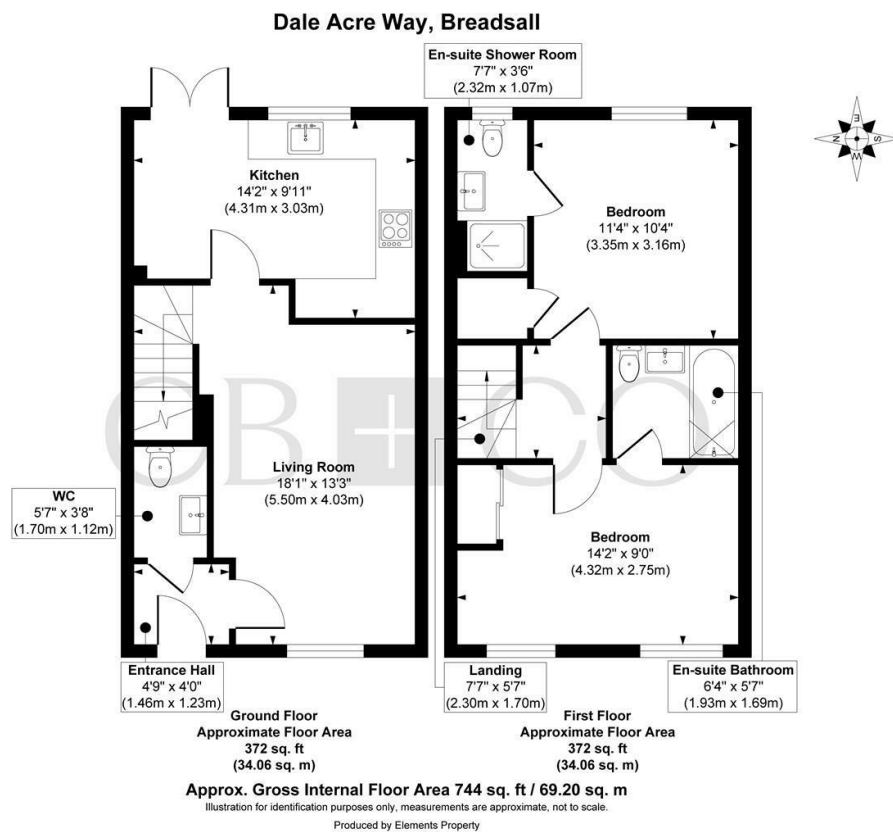 Dale Acre Way, Breadsall
En-suite Shower Room
7'7" x 3'6"
(2.32m x 1.07m)
Kitchen
14'2" x 9'11"
(4.31m x 3.03m)
Bedroom
11'4" x 10'4"
(3.35m x 3.16m)
N
E
S
W
CB+CO
Living Room
18'1" x 13'3"
(5.50m x 4.03m)
WC
5'7" x 3'8"
(1.70m x 1.12m)
Bedroom
14'2" x 9'0"
(4.32m x 2.75m)
Entrance Hall
4'9" x 4'0"
(1.46m x 1.23m)
Landing
7'7" x 5'7"
(2.30m x 1.70m)
En-suite Bathroom
6'4" x 5'7"
(1.93m x 1.69m)
Ground Floor
Approximate Floor Area
372 sq. ft
(34.06 sq. m)
First Floor
Approximate Floor Area
372 sq. ft
(34.06 sq. m)
Approx. Gross Internal Floor Area 744 sq. ft / 69.20 sq. m
Illustration for identification purposes only, measurements are approximate, not to scale.
Produced by Elements Property